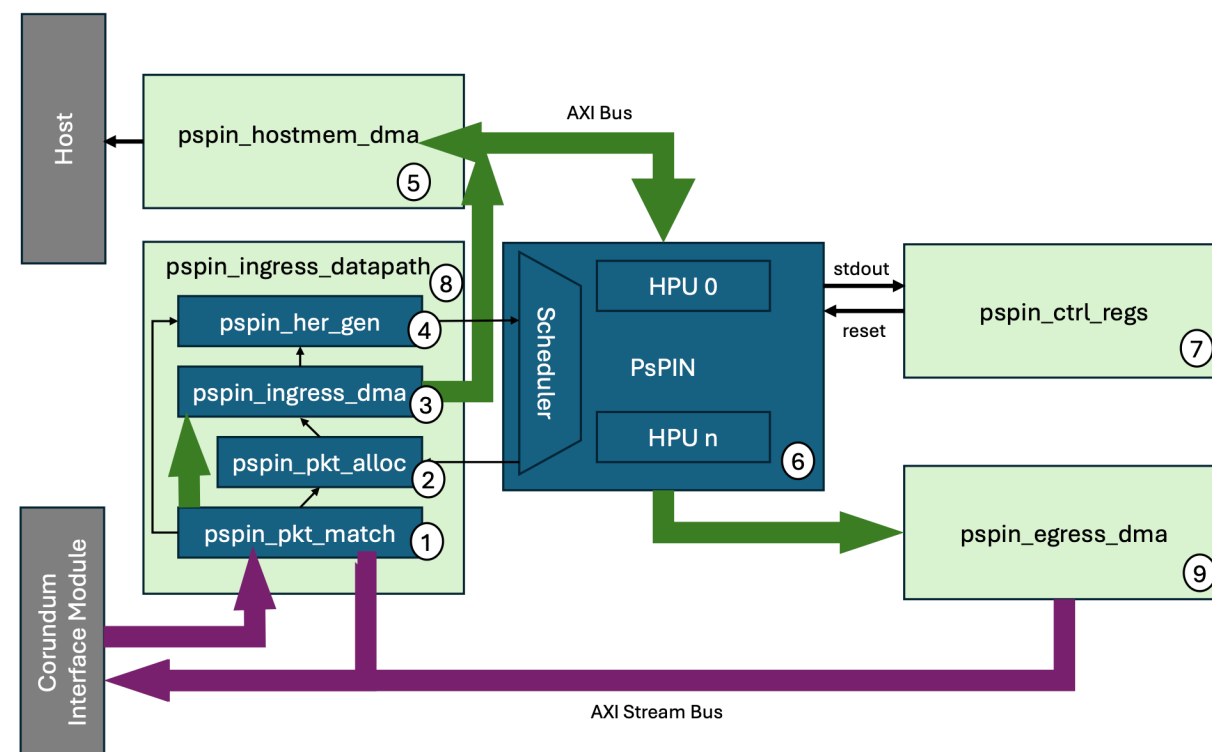 Host
pspin_hostmem_dma
5
AXI Bus
pspin_ingress_datapath
8
pspin_her_gen
4
pspin_ingress_dma
3
pspin_pkt_alloc
2
pspin_pkt_match
1
Scheduler
HPU 0
PsPIN
HPU n
6
stdout
reset
pspin_ctrl_regs
7
pspin_egress_dma
9
Corundum
Interface Module
AXI Stream Bus